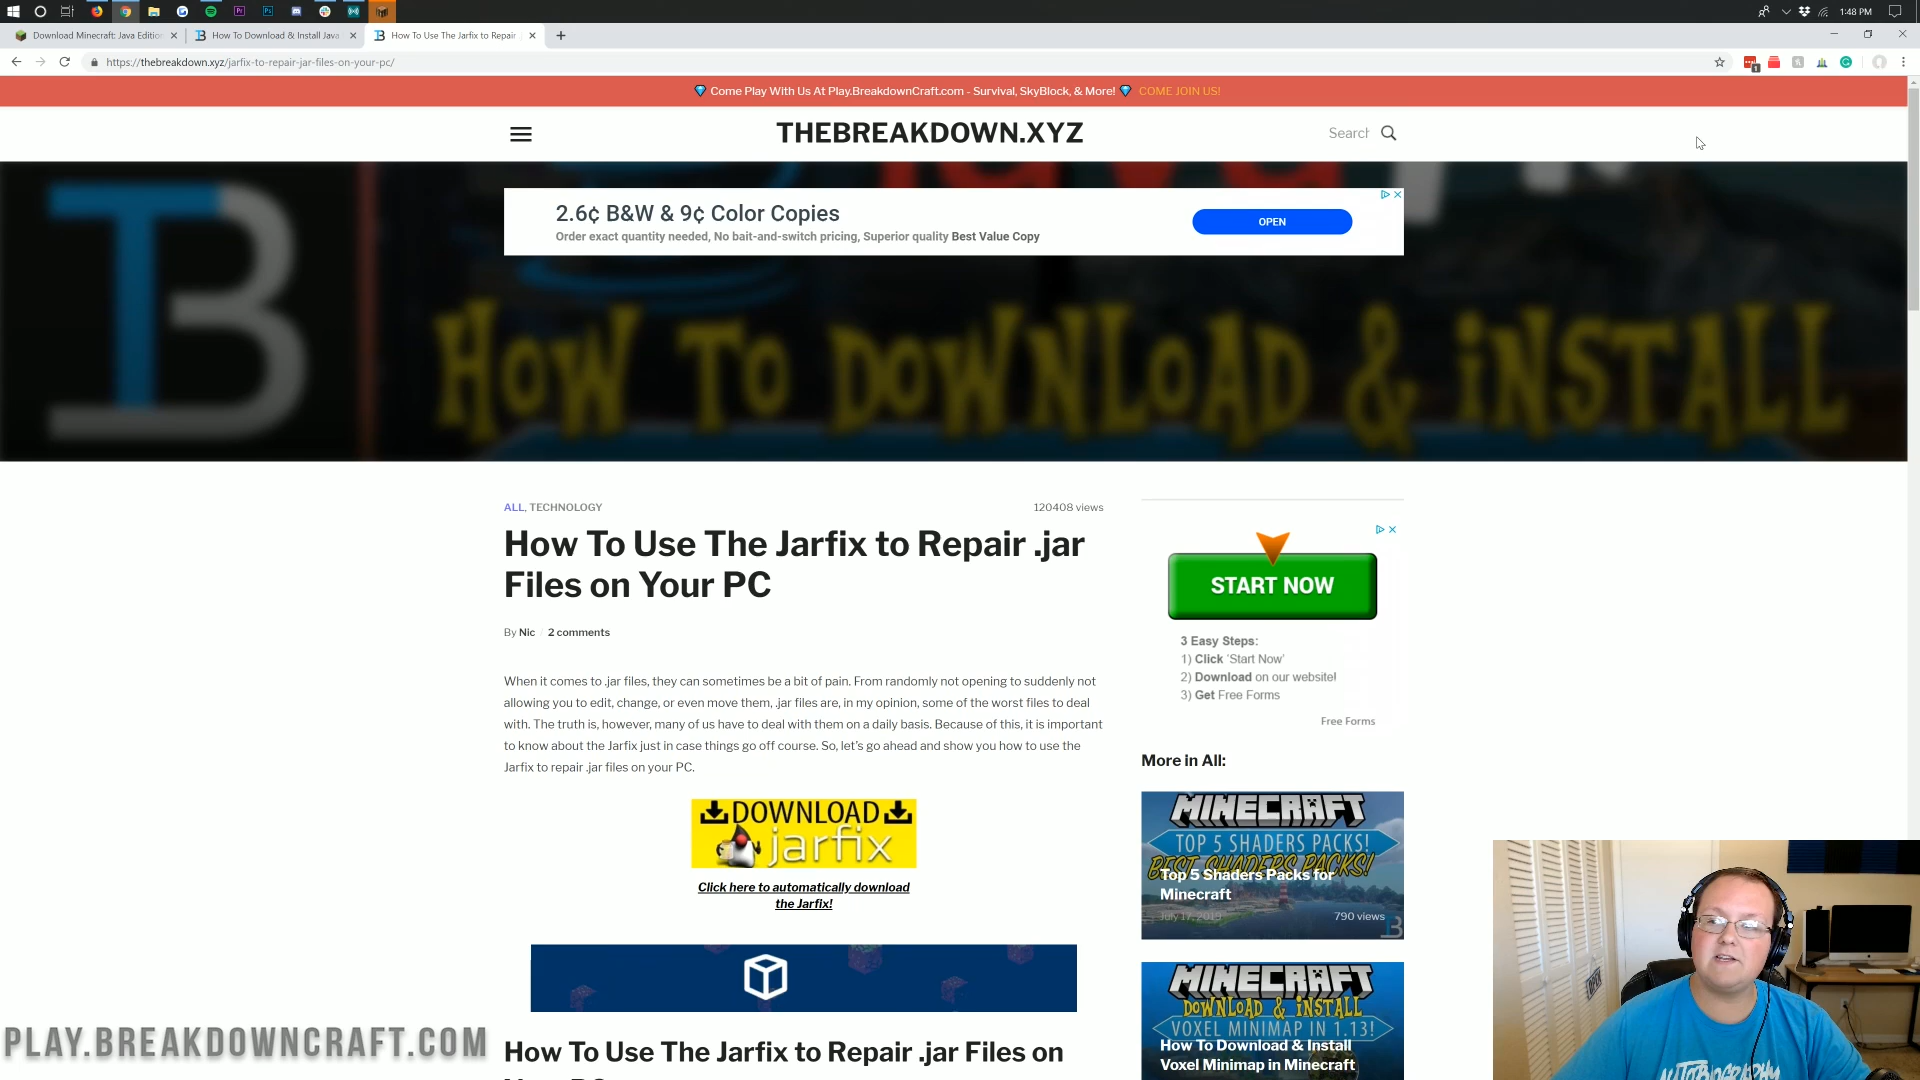 1:48 PM
Download Minecraft: Java Editio
How To Download & Install Java
How To Use The Jarfix to Repair
https://thebreakdown.xyz/jarfix-to-repair-jar-files-on-your-pc/
Come Play With Us At Play.BreakdownCraft.com - Survival, SkyBlock, & More! COME JOIN US!
THEBREAKDOWN.XYZ
Search
2.6¢ B&W & 9¢ Color Copies
Order exact quantity needed, No bait-and-switch pricing, Superior quality Best Value Copy
OPEN
TB
HOW TO DOWNLOAD & INSTALL
ALL, TECHNOLOGY
120408 views
How To Use The Jarfix to Repair .jar
Files on Your PC
By Nic / 2 comments
When it comes to .jar files, they can sometimes be a bit of pain. From randomly not opening to suddenly not
allowing you to edit, change, or even move them, .jar files are, in my opinion, some of the worst files to deal
with. The truth is, however, many of us have to deal with them on a daily basis. Because of this, it is important
to know about the Jarfix just in case things go off course. So, let's go ahead and show you how to use the
Jarfix to repair .jar files on your PC.
DOWNLOAD
jarfix
Click here to automatically download
the Jarfix!
How To Use The Jarfix to Repair .jar Files on
START NOW
3 Easy Steps:
1) Click 'Start Now'
2) Download on our website!
3) Get Free Forms
Free Forms
More in All:
MINECRAFT
TOP 5 SHADERS PACKS!
BEST SHADERS PACKS!
Top 5 Shaders Packs for
Minecraft
July 17, 2019
790 views
MINECRAFT
DOWNLOAD & INSTALL
VOXEL MINIMAP IN 1.13!
How To Download & Install
Voxel Minimap in Minecraft
PLAY.BREAKDOWNCRAFT.COM
AUTOBIOGRAPHY
OPEN